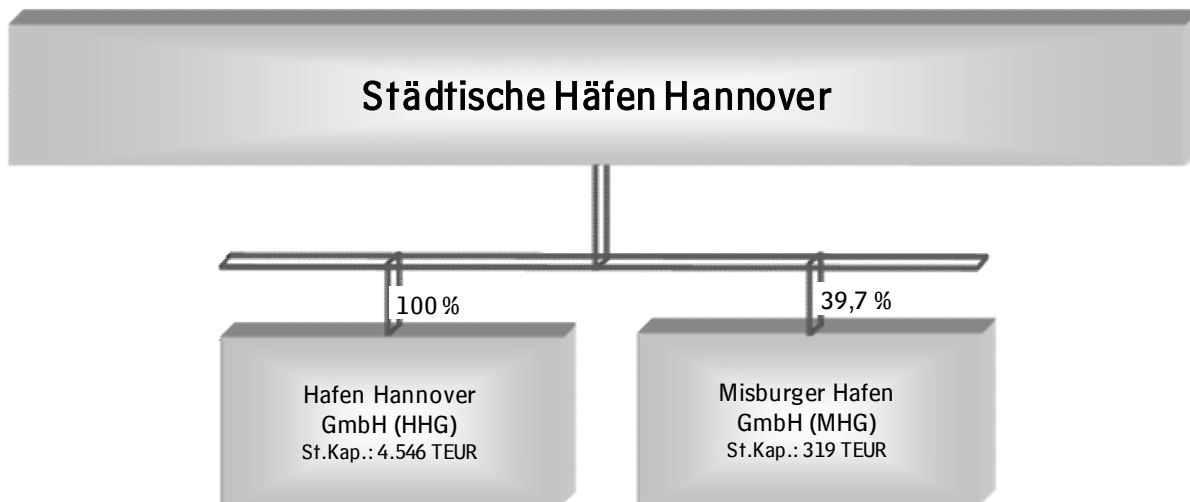 Städtische Häfen Hannover
100 %
39,7 %
Hafen Hannover
GmbH (HHG)
St.Kap.: 4.546 TEUR
Misburger Hafen
GmbH (MHG)
St.Kap.: 319 TEUR